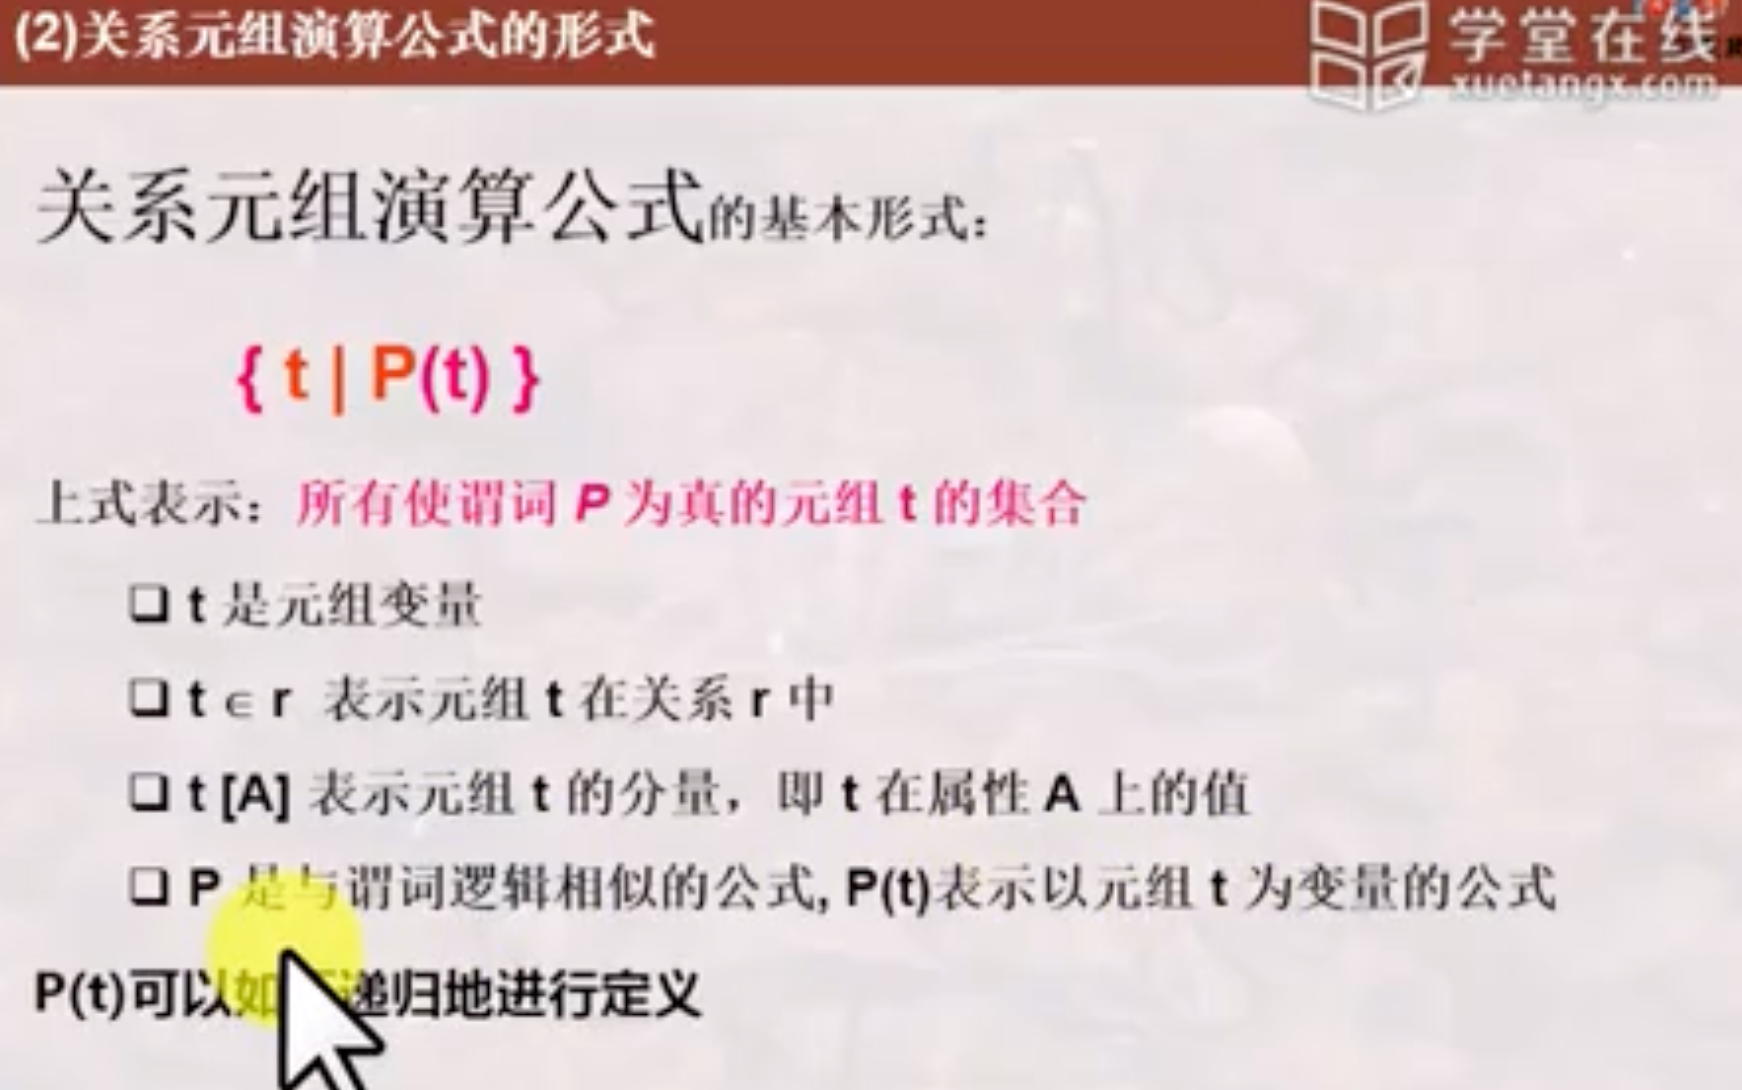 (2)关系元组演算公式的形式
学堂在线
xuetangx.com
关系元组演算公式的基本形式：
{ t | P(t) }
上式表示：所有使谓词 P 为真的元组 t 的集合
❑ t 是元组变量
❑ t ∈ r 表示元组 t 在关系 r 中
❑ t [A] 表示元组 t 的分量，即 t 在属性 A 上的值
❑ P 是与谓词逻辑相似的公式, P(t)表示以元组 t 为变量的公式
P(t)可以如递归地进行定义